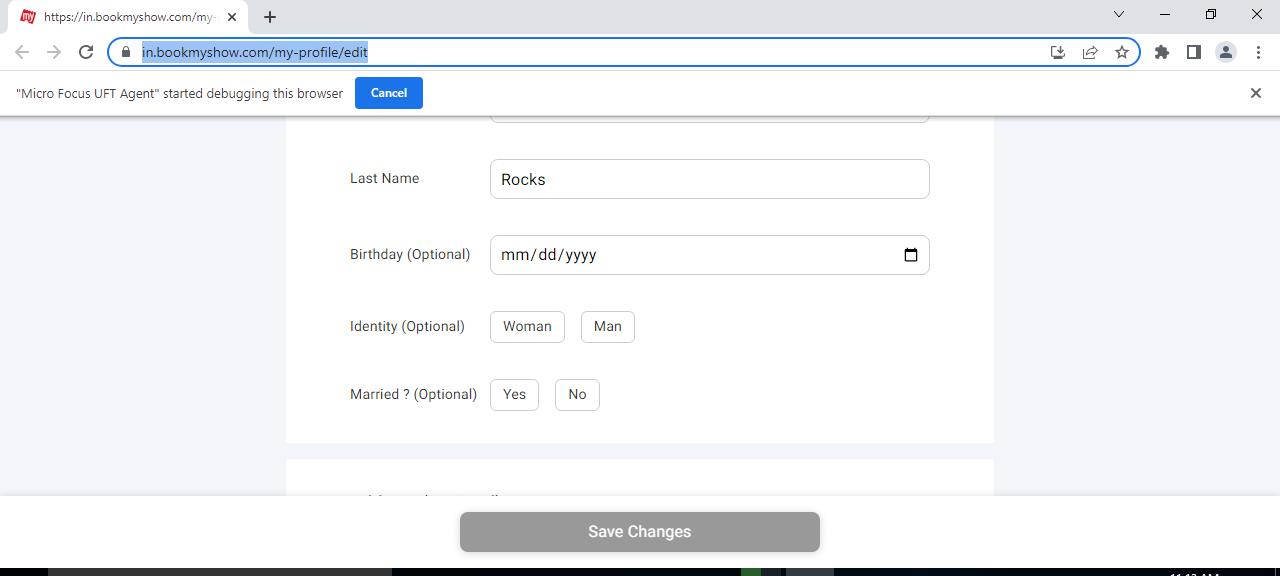 https://in.bookmyshow.com/my-
in.bookmyshow.com/my-profile/edit
"Micro Focus UFT Agent" started debugging this browser Cancel
Last Name Rocks
Birthday (Optional) mm/dd/yyyy
Identity (Optional) Woman Man
Married ? (Optional) Yes No
Save Changes